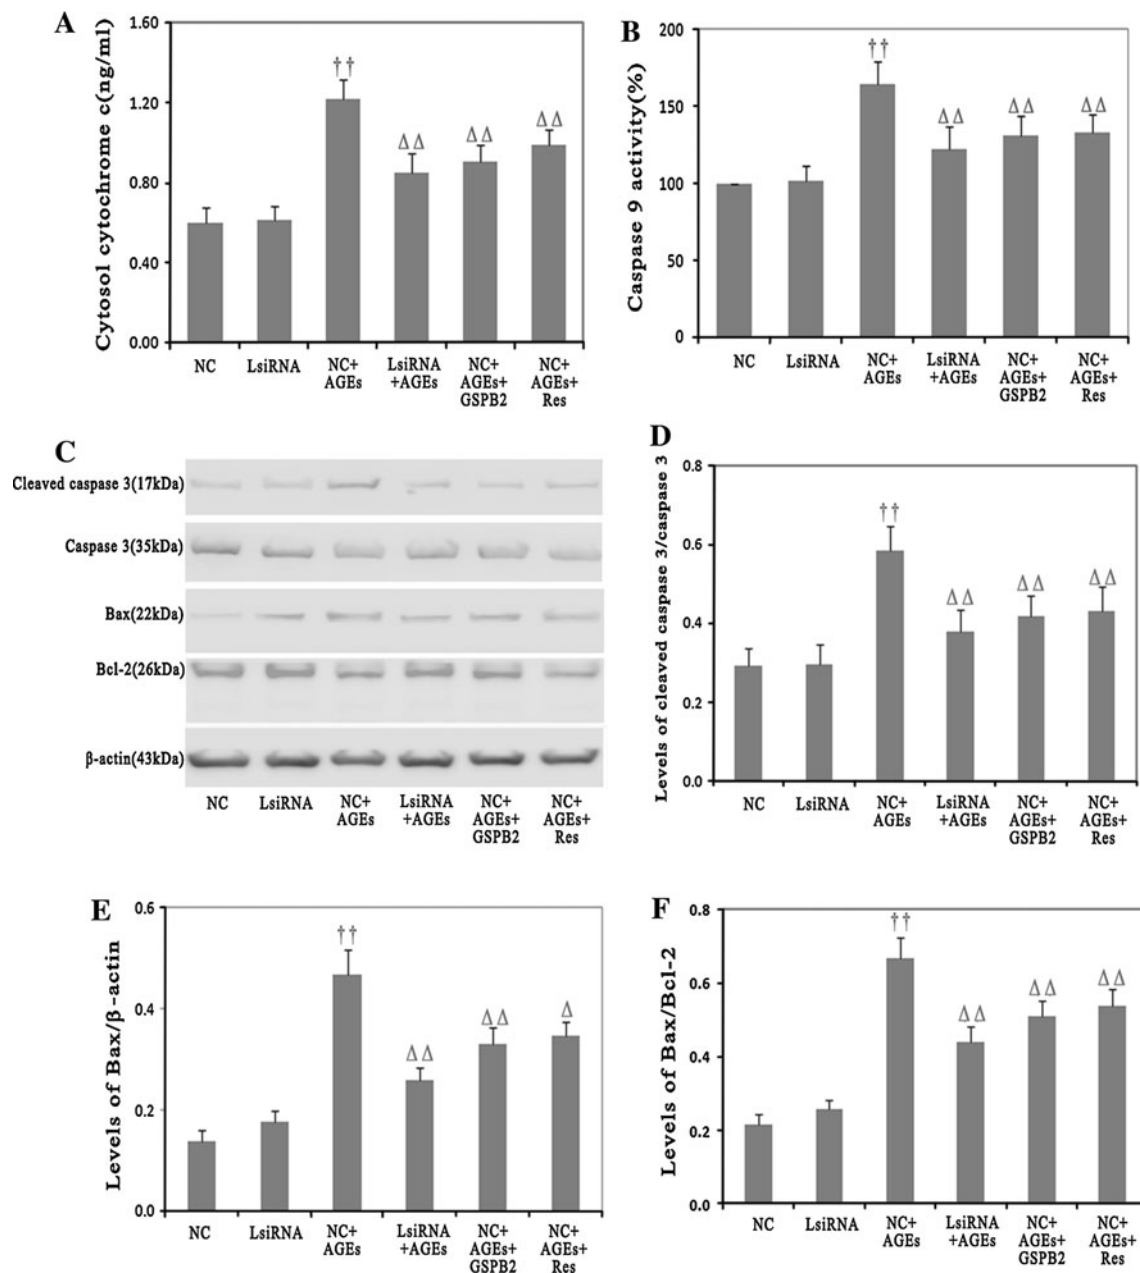 A
Cytosol cytochrome c(ng/ml)
1.60
1.20
0.80
0.40
0.00
††
ΔΔ
ΔΔ
ΔΔ
NC
LsiRNA
NC+
AGEs
LsiRNA
+AGEs
NC+
AGEs+
GSPB2
NC+
AGEs+
Res
B
Caspase 9 activity(%)
200
150
100
50
0
††
ΔΔ
ΔΔ
ΔΔ
NC
LsiRNA
NC+
AGEs
LsiRNA
+AGEs
NC+
AGEs+
GSPB2
NC+
AGEs+
Res
C
Cleaved caspase 3(17kDa)
Caspase 3(35kDa)
Bax(22kDa)
Bcl-2(26kDa)
β-actin(43kDa)
NC
LsiRNA
NC+
AGEs
LsiRNA
+AGEs
NC+
AGEs+
GSPB2
NC+
AGEs+
Res
D
Levels of cleaved caspase 3/caspase 3
0.8
0.6
0.4
0.2
0.0
††
ΔΔ
ΔΔ
ΔΔ
NC
LsiRNA
NC+
AGEs
LsiRNA
+AGEs
NC+
AGEs+
GSPB2
NC+
AGEs+
Res
E
Levels of Bax/β-actin
0.6
0.4
0.2
0.0
††
ΔΔ
ΔΔ
Δ
NC
LsiRNA
NC+
AGEs
LsiRNA
+AGEs
NC+
AGEs+
GSPB2
NC+
AGEs+
Res
F
Levels of Bax/Bcl-2
0.8
0.6
0.4
0.2
0.0
††
ΔΔ
ΔΔ
ΔΔ
NC
LsiRNA
NC+
AGEs
LsiRNA
+AGEs
NC+
AGEs+
GSPB2
NC+
AGEs+
Res